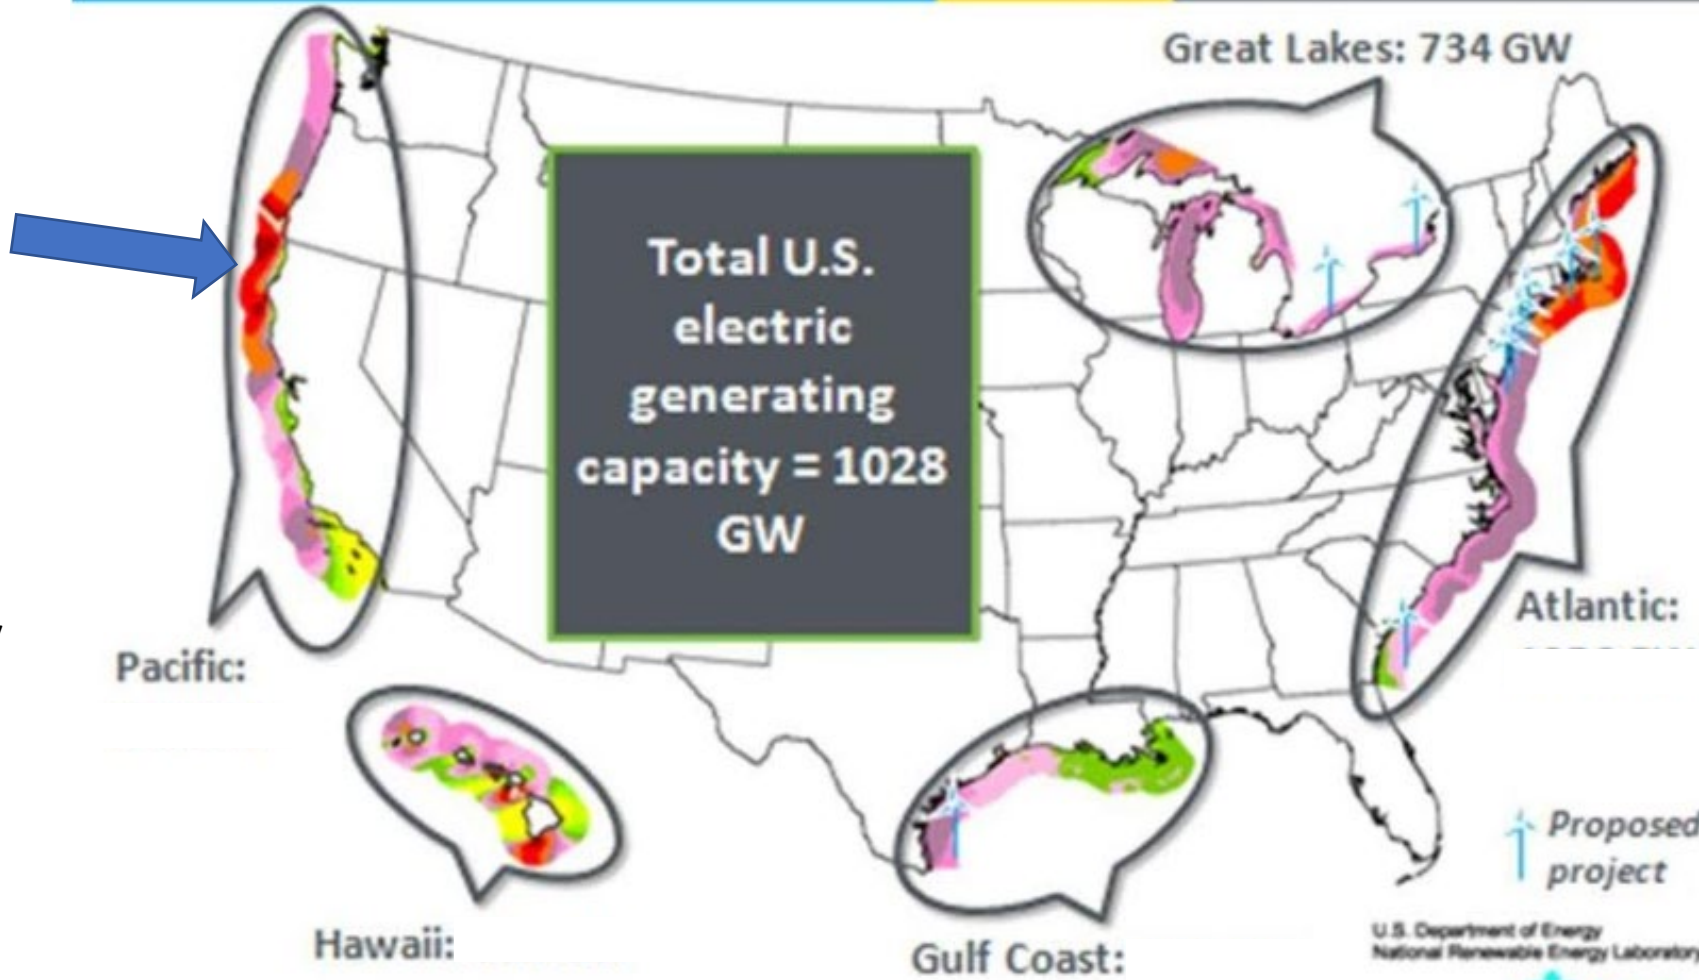 Great Lakes: 734 GW
Total U.S.
electric
generating
capacity = 1028
GW
Atlantic:
Pacific:
Hawaii:
Gulf Coast:
Proposed
project
U.S. Department of Energy
National Renewable Energy Laboratory